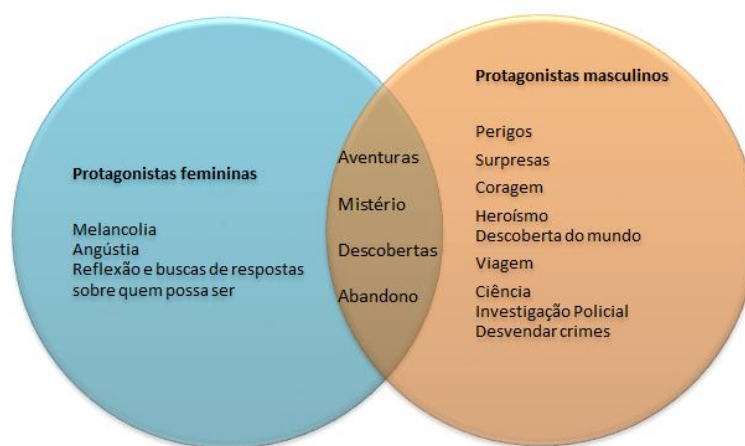 Protagonistas femininas
Melancolia
Angústia
Reflexão e buscas de respostas
sobre quem possa ser
Aventuras
Mistério
Descobertas
Abandono
Protagonistas masculinos
Perigos
Surpresas
Coragem
Heroísmo
Descoberta do mundo
Viagem
Ciência
Investigação Policial
Desvendar crimes